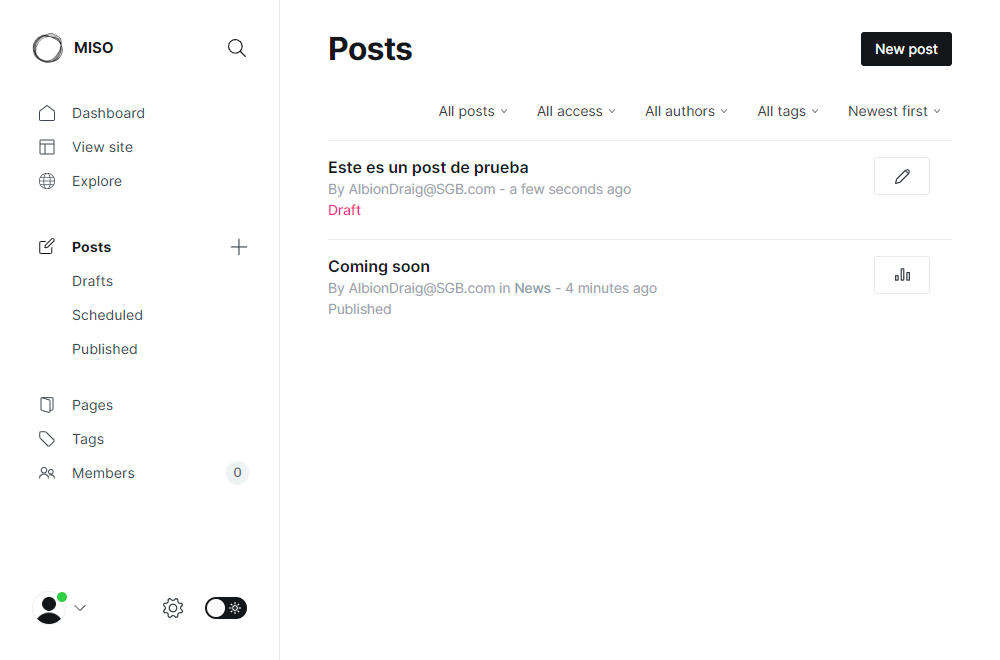 MISO
Dashboard
View site
Explore
Posts
Drafts
Scheduled
Published
Pages
Tags
Members 0
Posts
New post
All posts All access All authors All tags Newest first
Este es un post de prueba
By AlbionDraig@SGB.com - a few seconds ago
Draft
Coming soon
By AlbionDraig@SGB.com in News - 4 minutes ago
Published